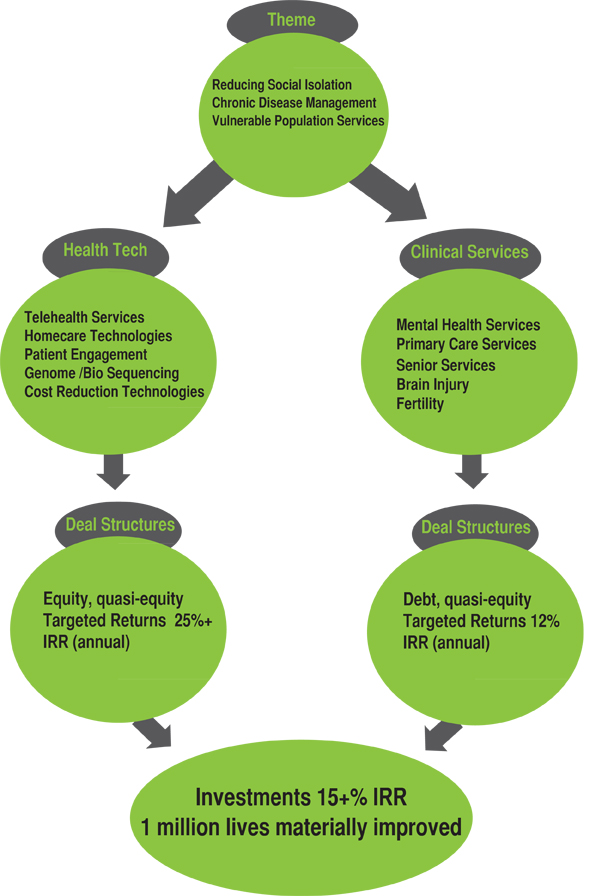 Theme
Reducing Social Isolation
Chronic Disease Management
Vulnerable Population Services
Health Tech
Telehealth Services
Homecare Technologies
Patient Engagement
Genome /Bio Sequencing
Cost Reduction Technologies
Clinical Services
Mental Health Services
Primary Care Services
Senior Services
Brain Injury
Fertility
Deal Structures
Equity, quasi-equity
Targeted Returns 25%+
IRR (annual)
Deal Structures
Debt, quasi-equity
Targeted Returns 12%
IRR (annual)
Investments 15+% IRR
1 million lives materially improved